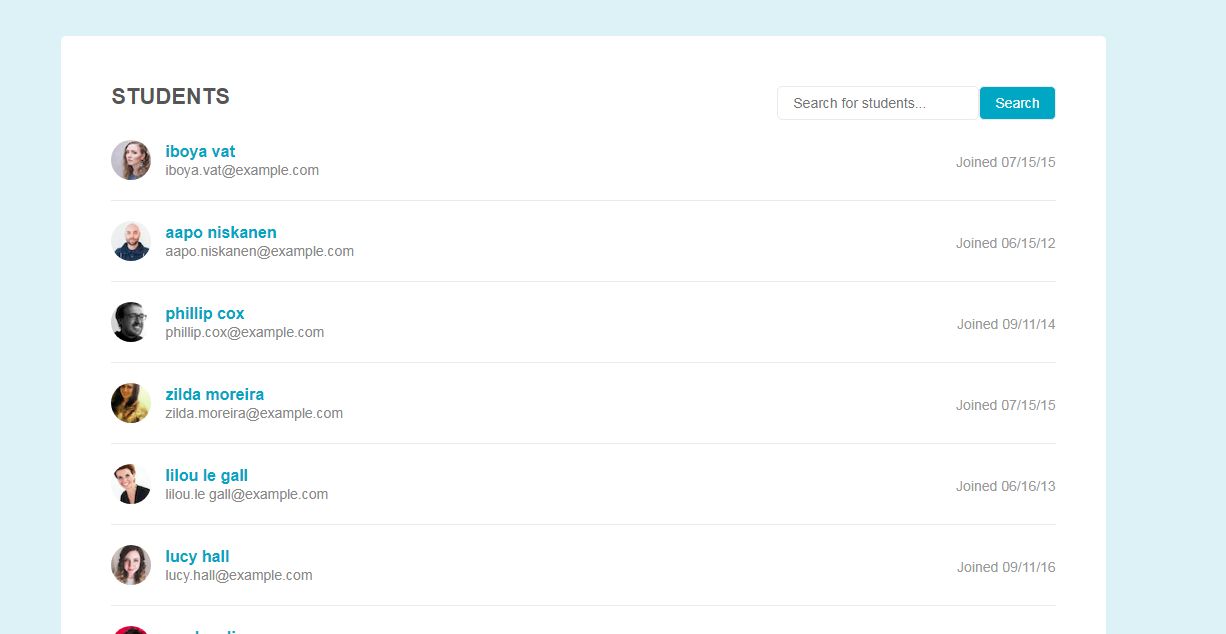 STUDENTS
Search for students...
Search
iboya vat
iboya.vat@example.com
Joined 07/15/15
aapo niskanen
aapo.niskanen@example.com
Joined 06/15/12
phillip cox
phillip.cox@example.com
Joined 09/11/14
zilda moreira
zilda.moreira@example.com
Joined 07/15/15
lilou le gall
lilou.le gall@example.com
Joined 06/16/13
lucy hall
lucy.hall@example.com
Joined 09/11/16